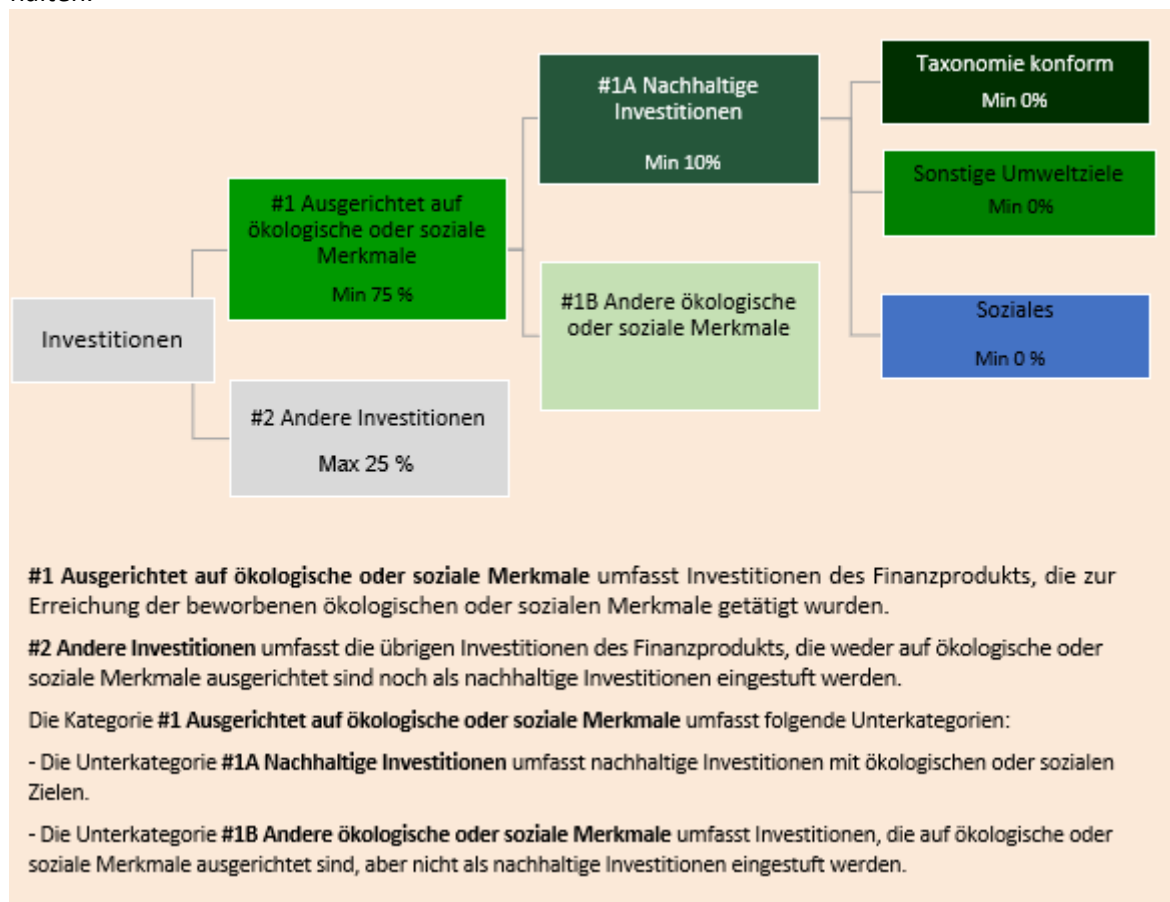 #1A Nachhaltige
Investitionen
Min 10%
Taxonomie konform
Min 0%
Sonstige Umweltziele
Min 0%
#1 Ausgerichtet auf
ökologische oder soziale
Merkmale
Min 75 %
#1B Andere ökologische
oder soziale Merkmale
Soziales
Min 0 %
Investitionen
#2 Andere Investitionen
Max 25 %
#1 Ausgerichtet auf ökologische oder soziale Merkmale umfasst Investitionen des Finanzprodukts, die zur
Erreichung der beworbenen ökologischen oder sozialen Merkmale getätigt wurden.
#2 Andere Investitionen umfasst die übrigen Investitionen des Finanzprodukts, die weder auf ökologische oder
soziale Merkmale ausgerichtet sind noch als nachhaltige Investitionen eingestuft werden.
Die Kategorie #1 Ausgerichtet auf ökologische oder soziale Merkmale umfasst folgende Unterkategorien:
- Die Unterkategorie #1A Nachhaltige Investitionen umfasst nachhaltige Investitionen mit ökologischen oder sozialen
Zielen.
- Die Unterkategorie #1B Andere ökologische oder soziale Merkmale umfasst Investitionen, die auf ökologische oder
soziale Merkmale ausgerichtet sind, aber nicht als nachhaltige Investitionen eingestuft werden.